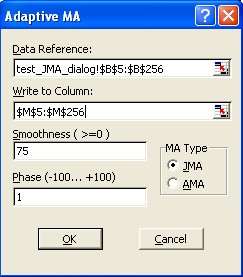 Adaptive MA
Data Reference:
test_JMA_dialog!$B$5:$B$256
Write to Column:
$M$5:$M$256
Smoothness ( >=0 )
75
MA Type
JMA
AMA
Phase (-100... +100)
1
OK
Cancel